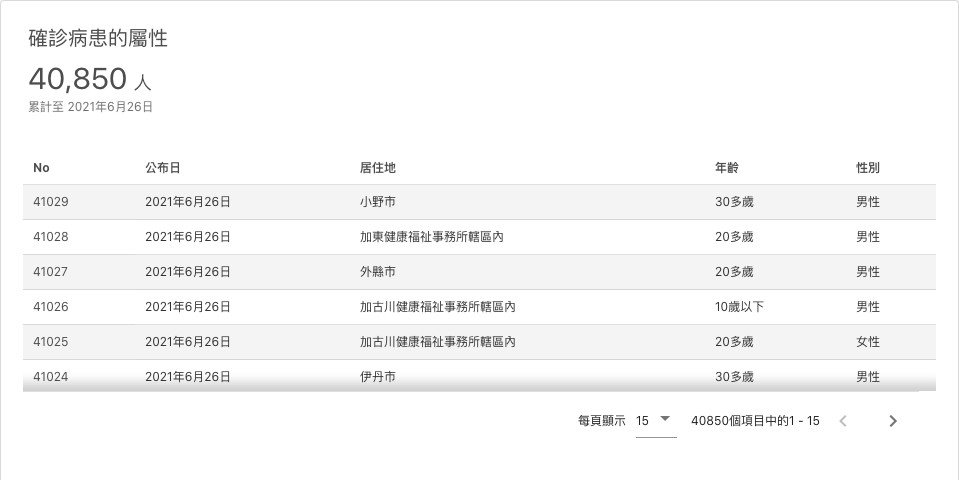 確診病患的屬性
40,850 人
累計至 2021年6月26日
No 公布日 居住地 年齡 性別
41029 2021年6月26日 小野市 30多歲 男性
41028 2021年6月26日 加東健康福祉事務所轄區內 20多歲 男性
41027 2021年6月26日 外縣市 20多歲 男性
41026 2021年6月26日 加古川健康福祉事務所轄區內 10歲以下 男性
41025 2021年6月26日 加古川健康福祉事務所轄區內 20多歲 女性
41024 2021年6月26日 伊丹市 30多歲 男性
每頁顯示 15 40850個項目中的1 - 15